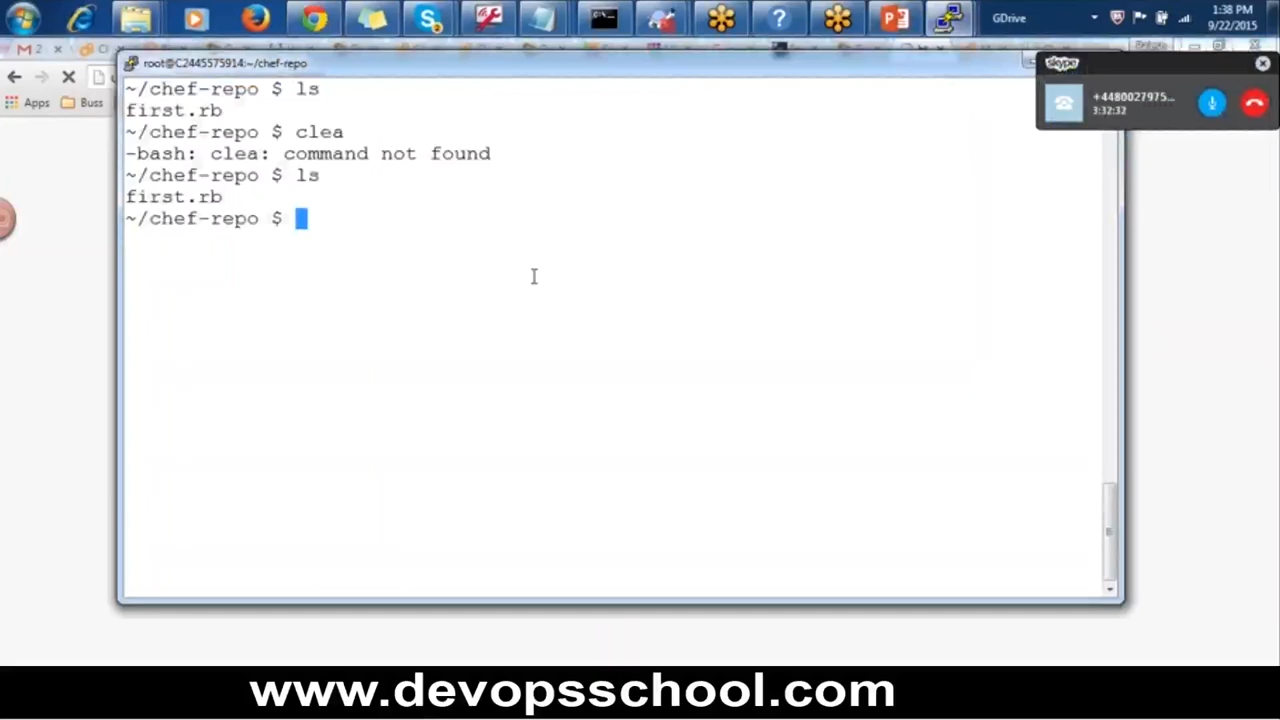 GDrive
1:38 PM
9/22/2015
M 2
root@C2445575914:~/chef-repo
skype
Apps
Buss
+4480027975...
3:32:32
~/chef-repo $ ls
first.rb
~/chef-repo $ clea
-bash: clea: command not found
~/chef-repo $ ls
first.rb
~/chef-repo $
www.devopsschool.com